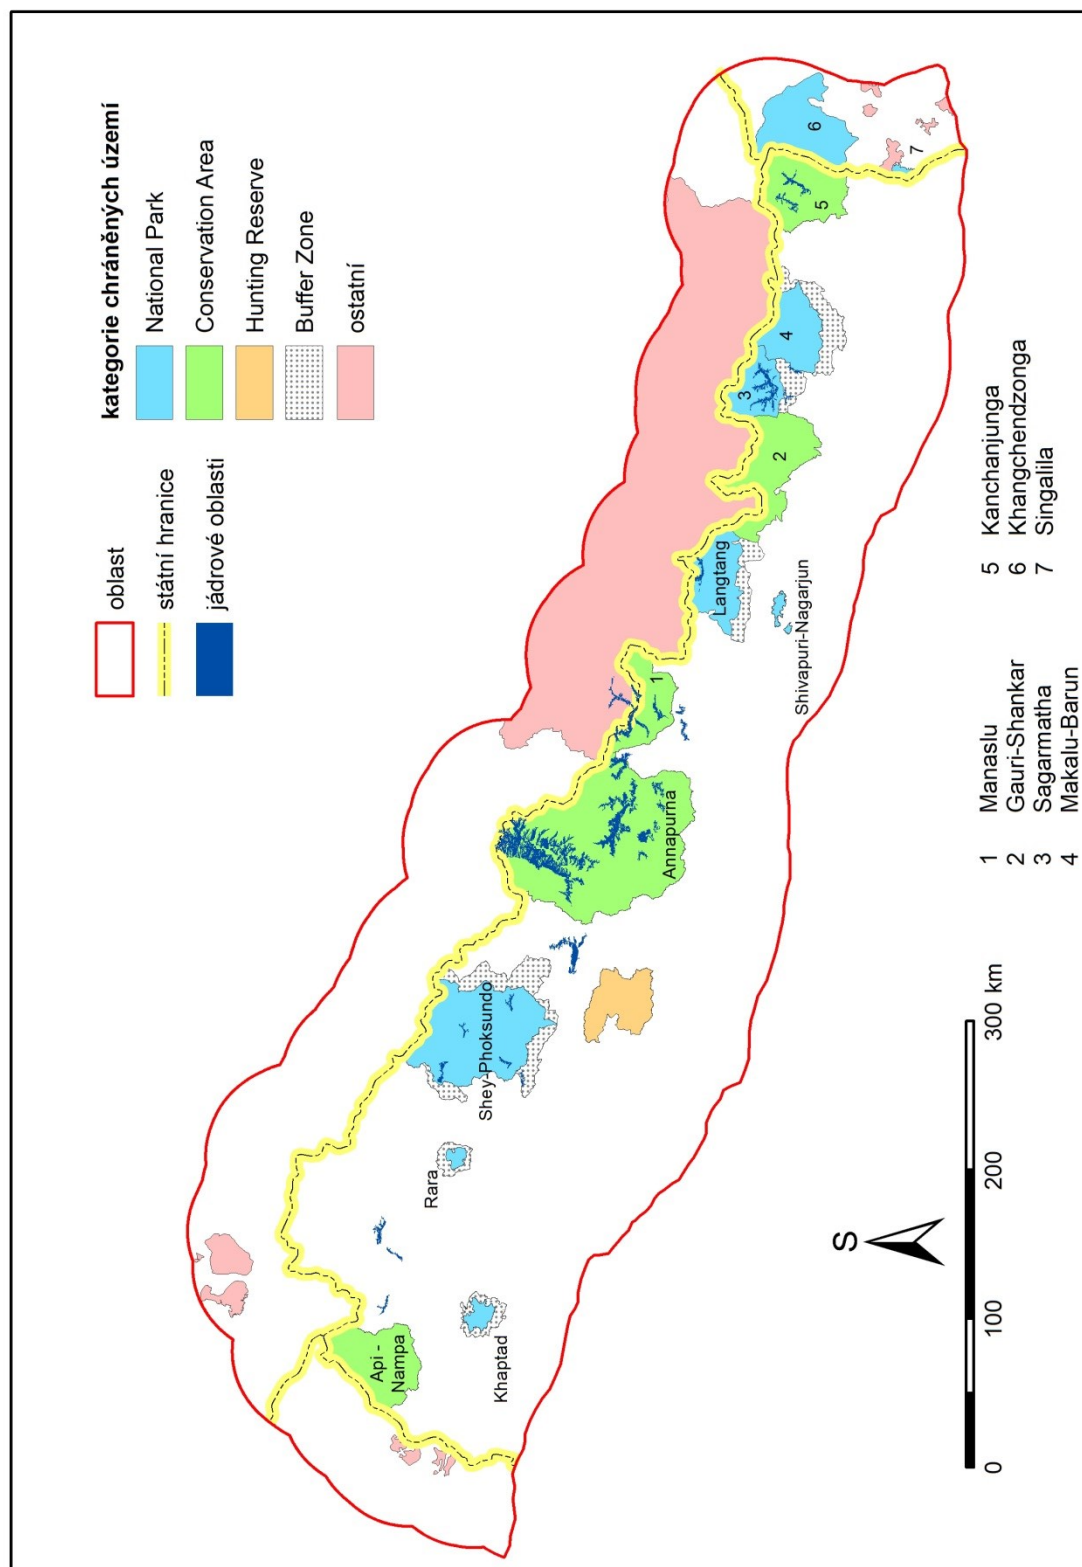 kategorie chráněných území
National Park
Conservation Area
Hunting Reserve
Buffer Zone
ostatní
oblast
státní hranice
jádrové oblasti
Api -
Nampa
Khaptad
Rara
Shey-Phoksundo
Annapurna
1
Langtang
Shivapuri-Nagarjun
2
3
4
5
6
7
S
0 100 200 300 km
1 Manaslu
2 Gauri-Shankar
3 Sagarmatha
4 Makalu-Barun
5 Kanchanjunga
6 Khangchendzonga
7 Singalila